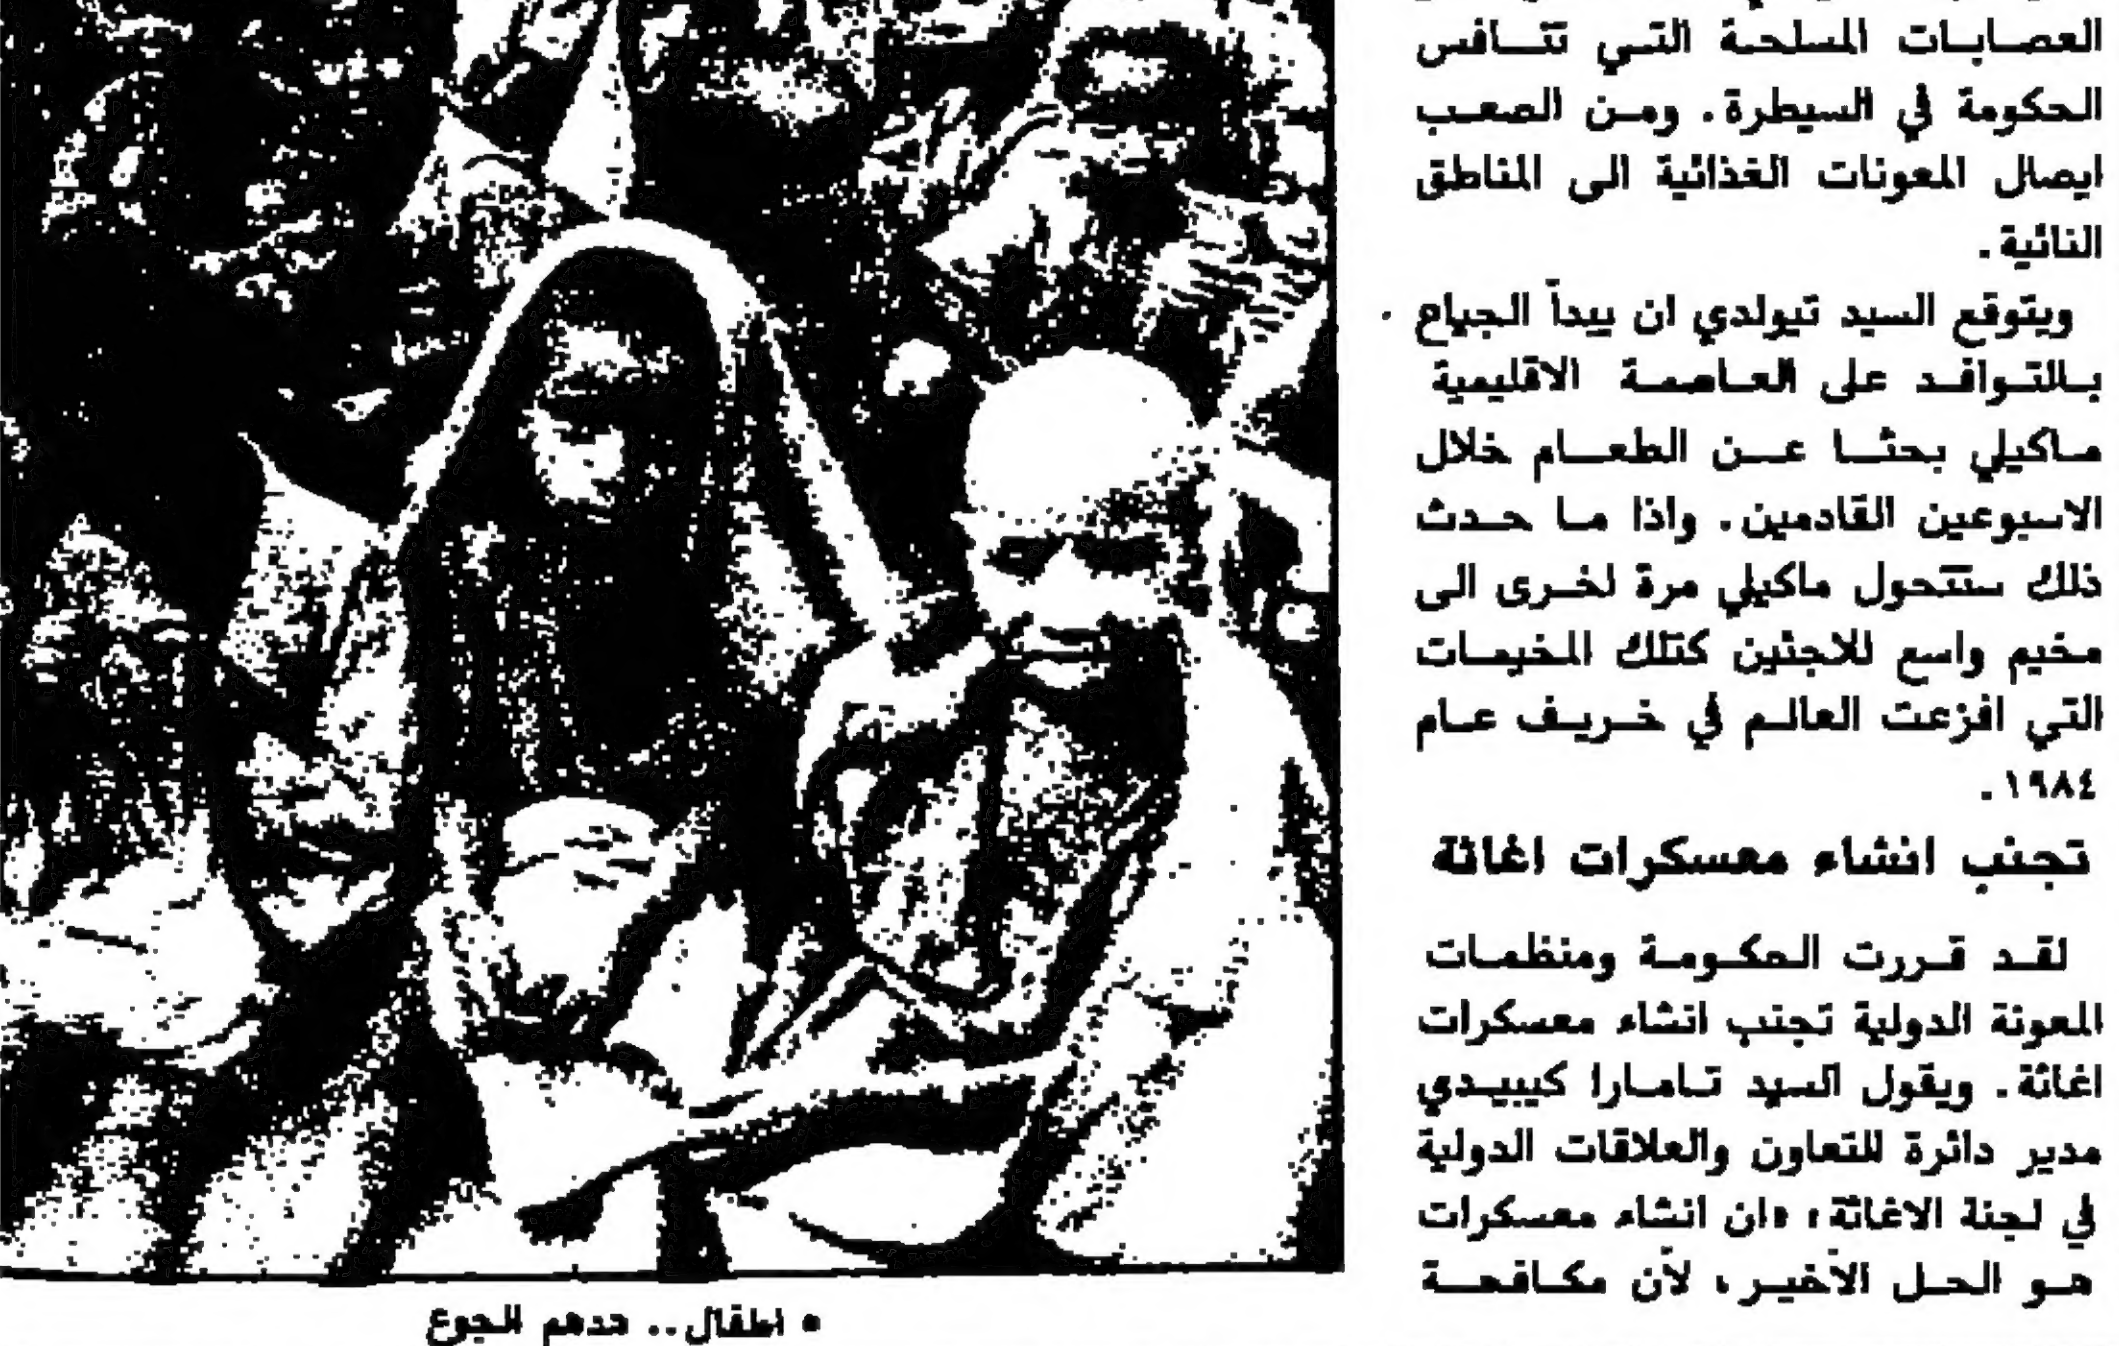 العصابات المسلحة التي تتنافس
الحكومة في السيطرة. ومن الصعب
ايصال المعونات الغذائية الى المناطق
النائية.
ويتوقع السيد تيولدي ان يبدأ الجياع
بالتوافد على العاصمة الاقليمية
ماكيلي بحثا عن الطعام خلال
الاسبوعين القادمين. واذا ما حدث
ذلك ستتحول ماكيلي مرة اخرى الى
مخيم واسع للاجئين كتلك المخيمات
التي افزعت العالم في خريف عام
١٩٨٤.
تجنب انشاء معسكرات اغاثة
لقد قررت الحكومة ومنظمات
المعونة الدولية تجنب انشاء معسكرات
اغاثة. ويقول السيد تامارا كيبيدي
مدير دائرة التعاون والعلاقات الدولية
في لجنة الاغاثة: «ان انشاء معسكرات
هو الحل الأخير، لأن مكافحة
• اطفال.. هدهم الجوع